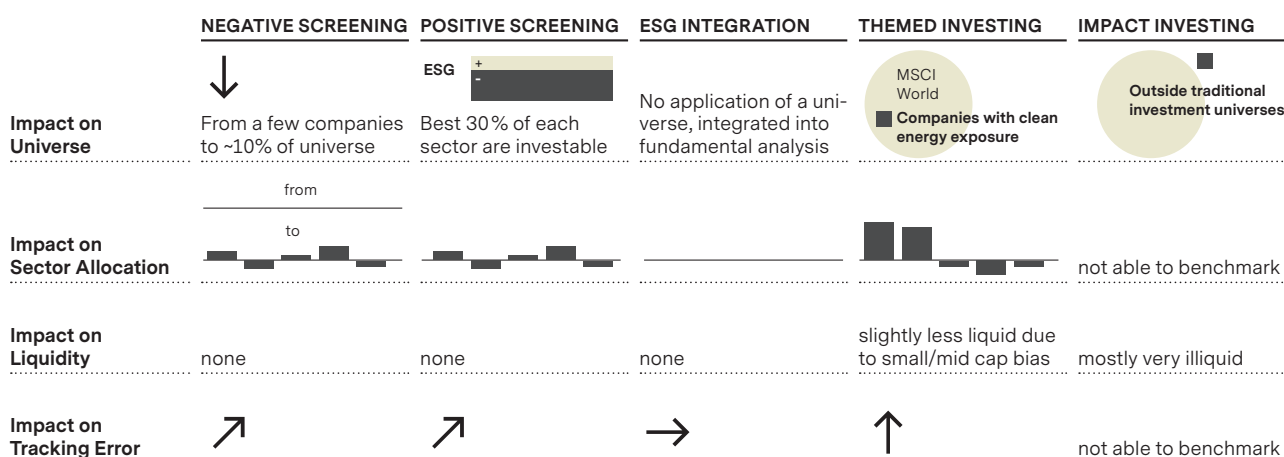 NEGATIVE SCREENING POSITIVE SCREENING ESG INTEGRATION THEMED INVESTING IMPACT INVESTING
Impact on
Universe
From a few companies
to ~10% of universe
ESG
+
-
Best 30% of each
sector are investable
No application of a uni-
verse, integrated into
fundamental analysis
MSCI
World
Companies with clean
energy exposure
Outside traditional
investment universes
Impact on
Sector Allocation
from
to
not able to benchmark
Impact on
Liquidity
none
none
none
slightly less liquid due
to small/mid cap bias
mostly very illiquid
Impact on
Tracking Error
not able to benchmark